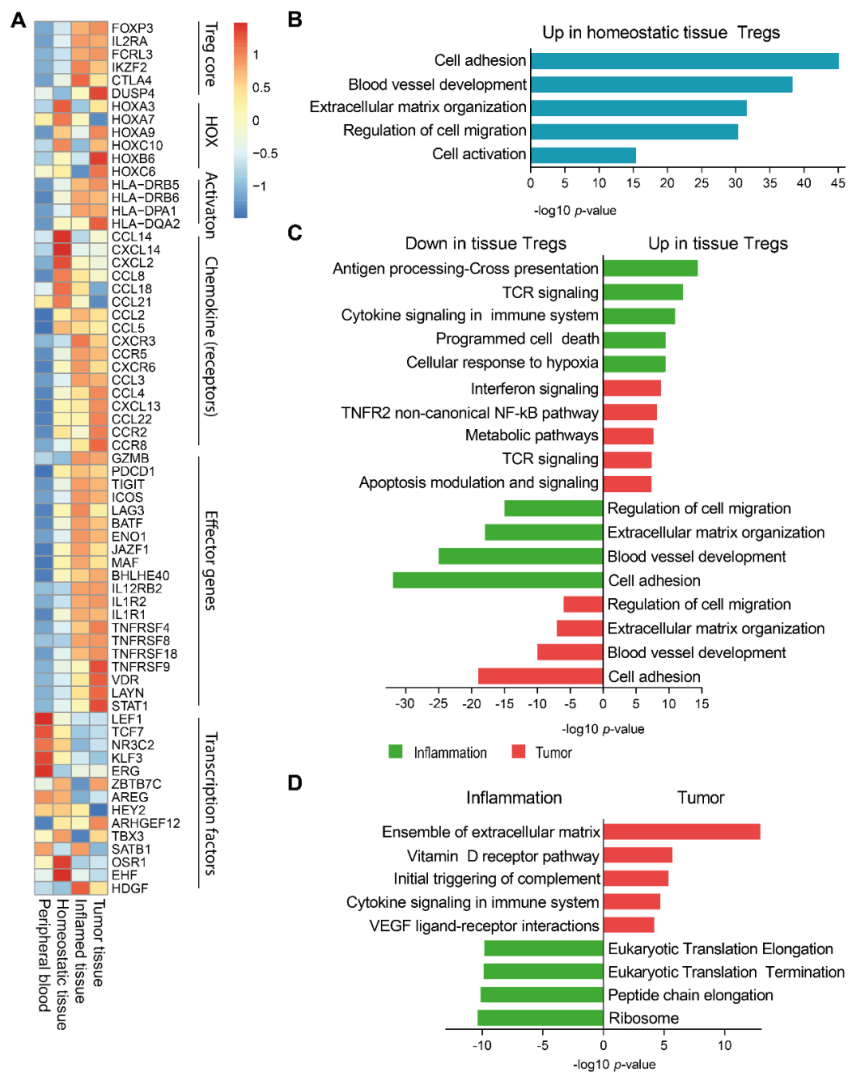 A
FOXP3
IL2RA
FCRL3
IKZF2
CTLA4
DUSP4
HOXA3
HOXA7
HOXA9
HOXC10
HOXB6
HOXC6
HLA-DRB5
HLA-DRB6
HLA-DPA1
HLA-DQA2
CCL14
CXCL14
CXCL2
CCL8
CCL18
CCL21
CCL2
CCL5
CXCR3
CCR5
CXCR6
CCL3
CCL4
CXCL13
CCL22
CCR2
CCR8
GZMB
PDCD1
TIGIT
ICOS
LAG3
BATF
ENO1
JAZF1
MAF
BHLHE40
IL12RB2
IL1R2
IL1R1
TNFRSF4
TNFRSF8
TNFRSF18
TNFRSF9
VDR
LAYN
STAT1
LEF1
TCF7
NR3C2
KLF3
ERG
ZBTB7C
AREG
HEY2
ARHGEF12
TBX3
SATB1
OSR1
EHF
HDGF
Treg core
HOX
Activaton
Chemokine (receptors)
Effector genes
Transcription factors
1
0.5
0
−0.5
−1
Peripheral blood
Homeostatic tissue
Inflamed tissue
Tumor tissue
B
Up in homeostatic tissue Tregs
Cell adhesion
Blood vessel development
Extracellular matrix organization
Regulation of cell migration
Cell activation
0 5 10 15 20 25 30 35 40 45
-log10 p-value
C
Down in tissue Tregs Up in tissue Tregs
Antigen processing-Cross presentation
TCR signaling
Cytokine signaling in immune system
Programmed cell death
Cellular response to hypoxia
Interferon signaling
TNFR2 non-canonical NF-kB pathway
Metabolic pathways
TCR signaling
Apoptosis modulation and signaling
Regulation of cell migration
Extracellular matrix organization
Blood vessel development
Cell adhesion
Regulation of cell migration
Extracellular matrix organization
Blood vessel development
Cell adhesion
-30 -25 -20 -15 -10 -5 0 5 10 15
-log10 p-value
Inflammation Tumor
D
Inflammation Tumor
Ensemble of extracellular matrix
Vitamin D receptor pathway
Initial triggering of complement
Cytokine signaling in immune system
VEGF ligand-receptor interactions
Eukaryotic Translation Elongation
Eukaryotic Translation Termination
Peptide chain elongation
Ribosome
-10 -5 0 5 10
-log10 p-value